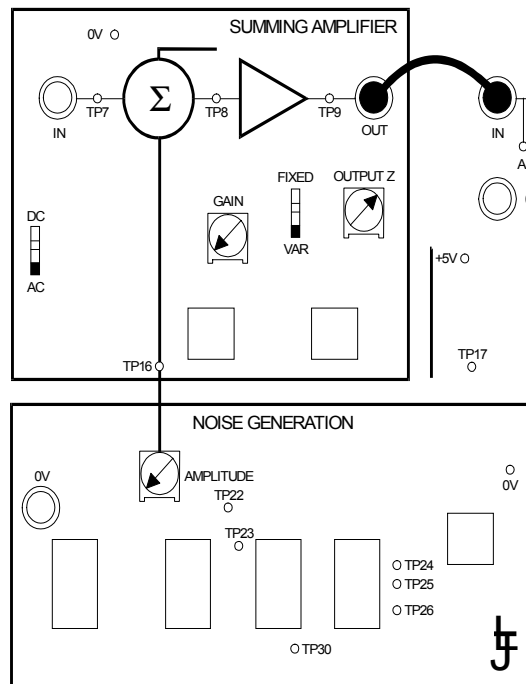 SUMMING AMPLIFIER
0V
Σ
IN
TP7
TP8
TP9
OUT
IN
A
FIXED
OUTPUT Z
GAIN
DC
VAR
AC
+5V
TP16
TP17
NOISE GENERATION
0V
AMPLITUDE
0V
TP22
TP23
TP24
TP25
TP26
TP30